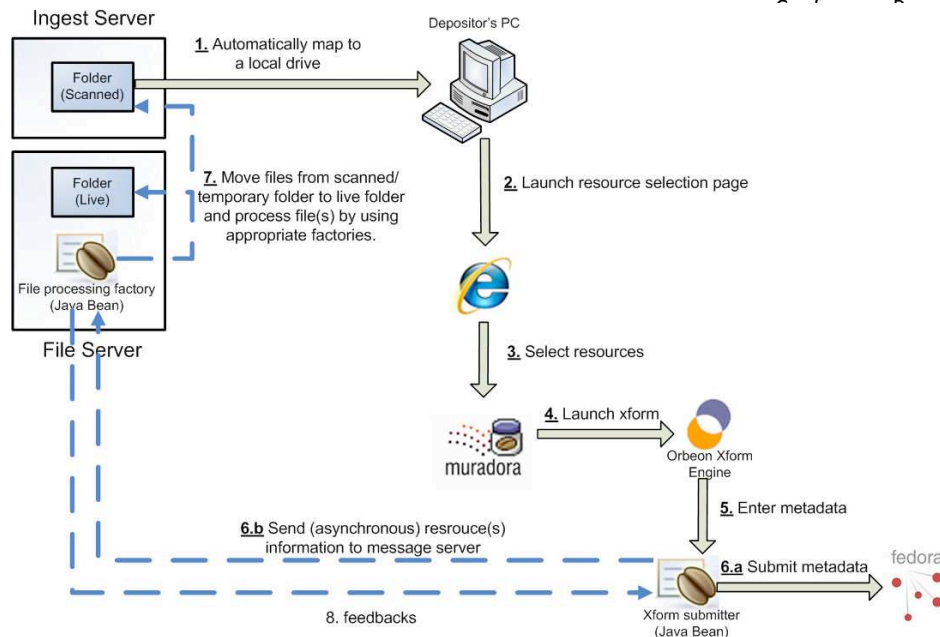 Ingest Server
Folder
(Scanned)
1. Automatically map to
a local drive
Depositor's PC
Folder
(Live)
7. Move files from scanned/
temporary folder to live folder
and process file(s) by using
appropriate factories.
2. Launch resource selection page
File processing factory
(Java Bean)
File Server
3. Select resources
muradora
4. Launch xform
Orbeon Xform
Engine
5. Enter metadata
6.b Send (asynchronous) resrouce(s)
information to message server
6.a Submit metadata
fedora
Xform submitter
(Java Bean)
8. feedbacks